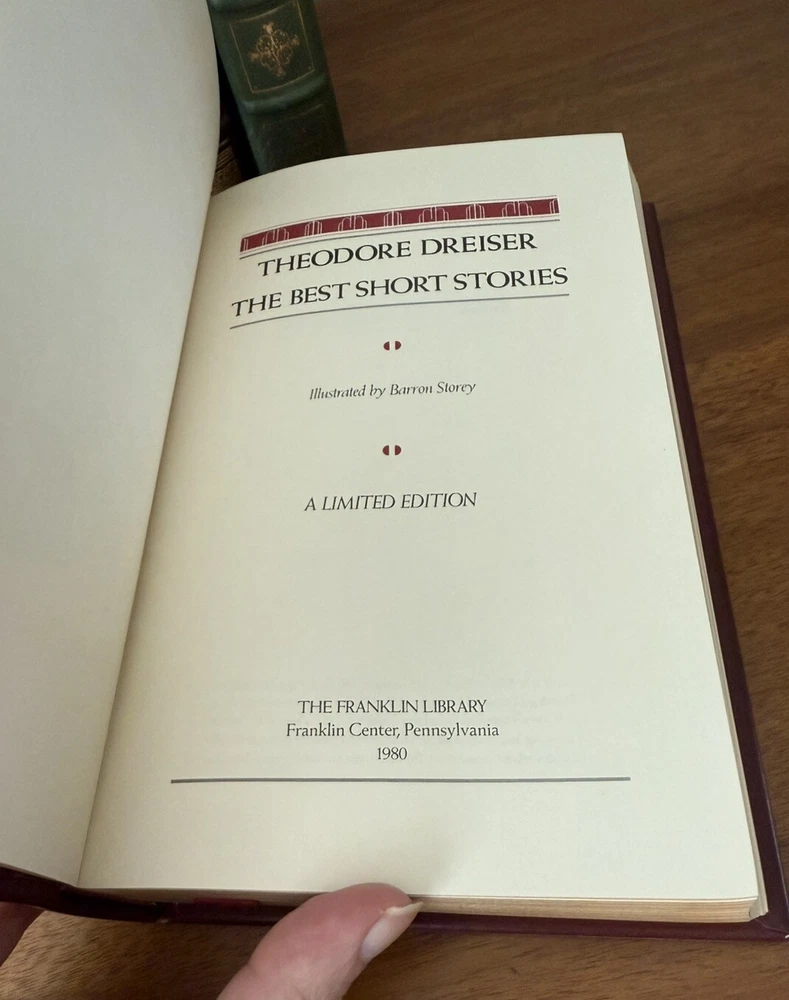 THEODORE DREISER
THE BEST SHORT STORIES
Illustrated by Barron Storey
A LIMITED EDITION
THE FRANKLIN LIBRARY
Franklin Center, Pennsylvania
1980